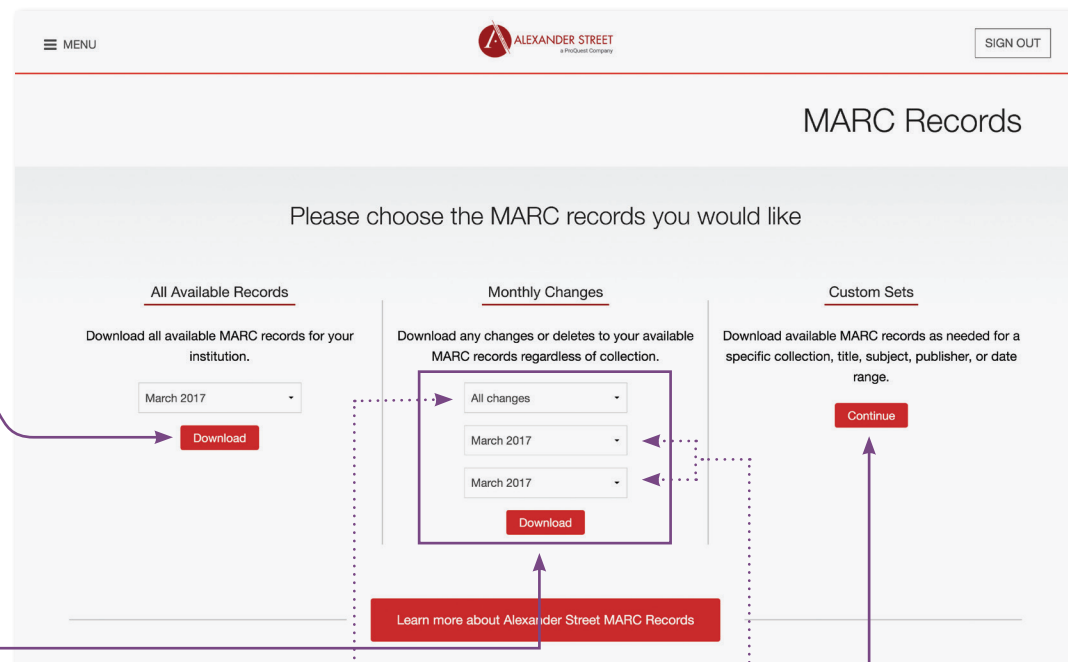 MENU
ALEXANDER STREET
a ProQuest Company
SIGN OUT
MARC Records
Please choose the MARC records you would like
All Available Records
Download all available MARC records for your
institution.
March 2017
Download
Monthly Changes
Download any changes or deletes to your available
MARC records regardless of collection.
All changes
March 2017
March 2017
Download
Custom Sets
Download available MARC records as needed for a
specific collection, title, subject, publisher, or date
range.
Continue
Learn more about Alexander Street MARC Records